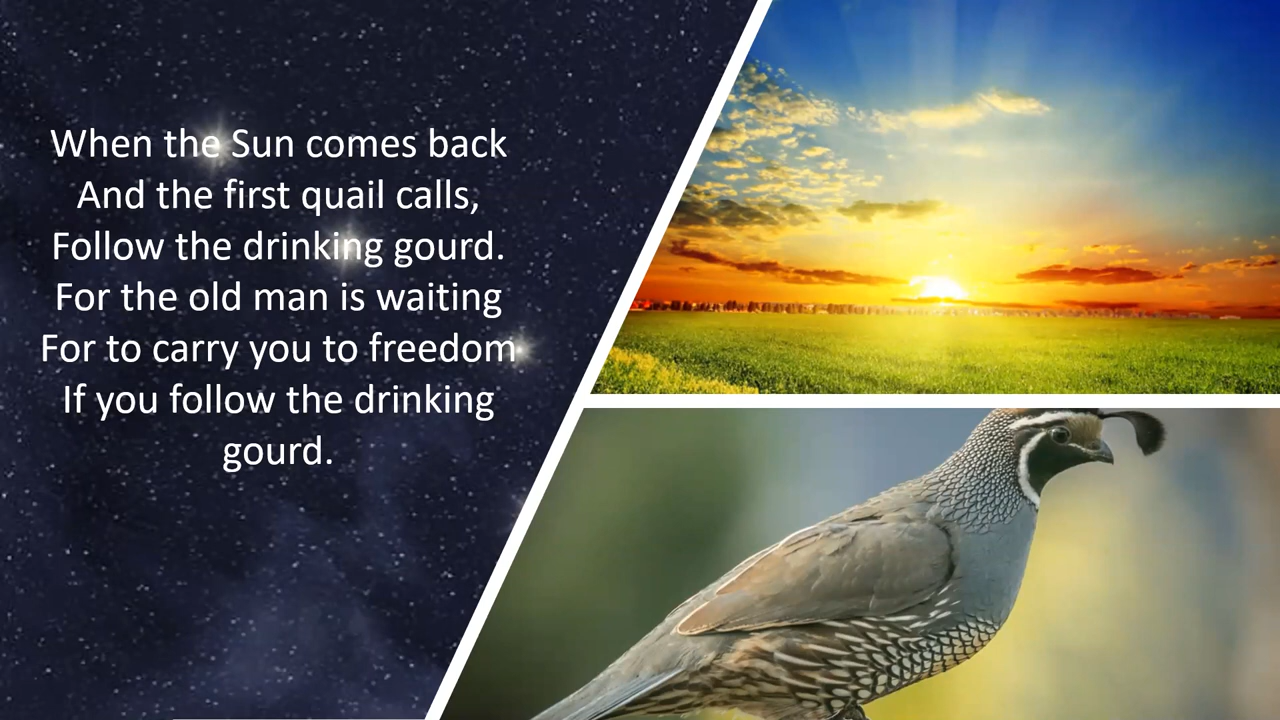 When the Sun comes back
And the first quail calls,
Follow the drinking gourd.
For the old man is waiting
For to carry you to freedom
If you follow the drinking
gourd.